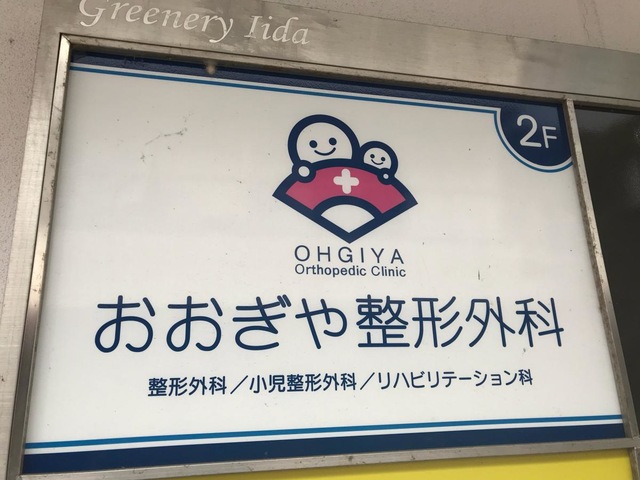 Greenery Iida
2F
OHGIYA
Orthopedic Clinic
おおぎや整形外科
整形外科／小児整形外科／リハビリテーション科